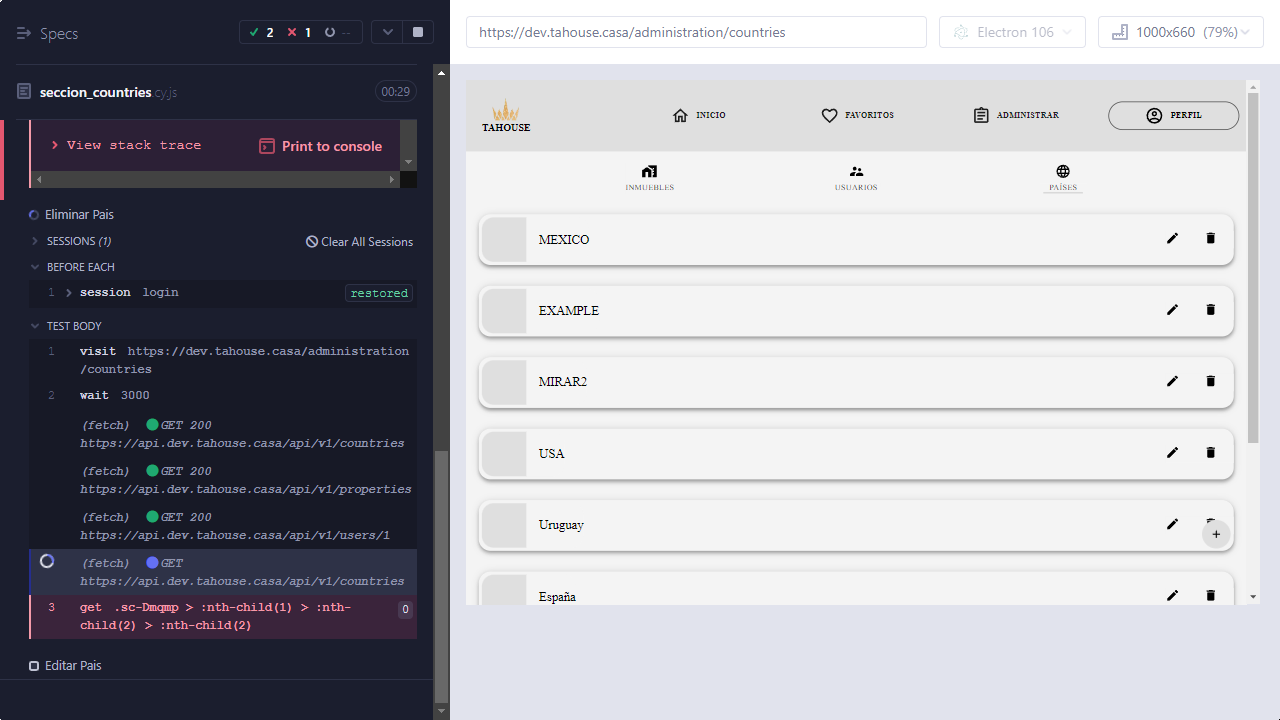 Specs
2
1
--
https://dev.tahouse.casa/administration/countries
Electron 106
1000x660 (79%)
seccion_countries cy.js
00:29
View stack trace
Print to console
Eliminar Pais
SESSIONS (1)
Clear All Sessions
BEFORE EACH
1 session login
restored
TEST BODY
1 visit https://dev.tahouse.casa/administration
/countries
2 wait 3000
(fetch) GET 200
https://api.dev.tahouse.casa/api/v1/countries
(fetch) GET 200
https://api.dev.tahouse.casa/api/v1/properties
(fetch) GET 200
https://api.dev.tahouse.casa/api/v1/users/1
(fetch) GET
https://api.dev.tahouse.casa/api/v1/countries
3 get .sc-Dmqmp > :nth-child(1) > :nth-
child(2) > :nth-child(2)
0
Editar Pais
TAHOUSE
INICIO
FAVORITOS
ADMINISTRAR
PERFIL
INMUEBLES
USUARIOS
PAÍSES
MEXICO
EXAMPLE
MIRAR2
USA
Uruguay
+
España